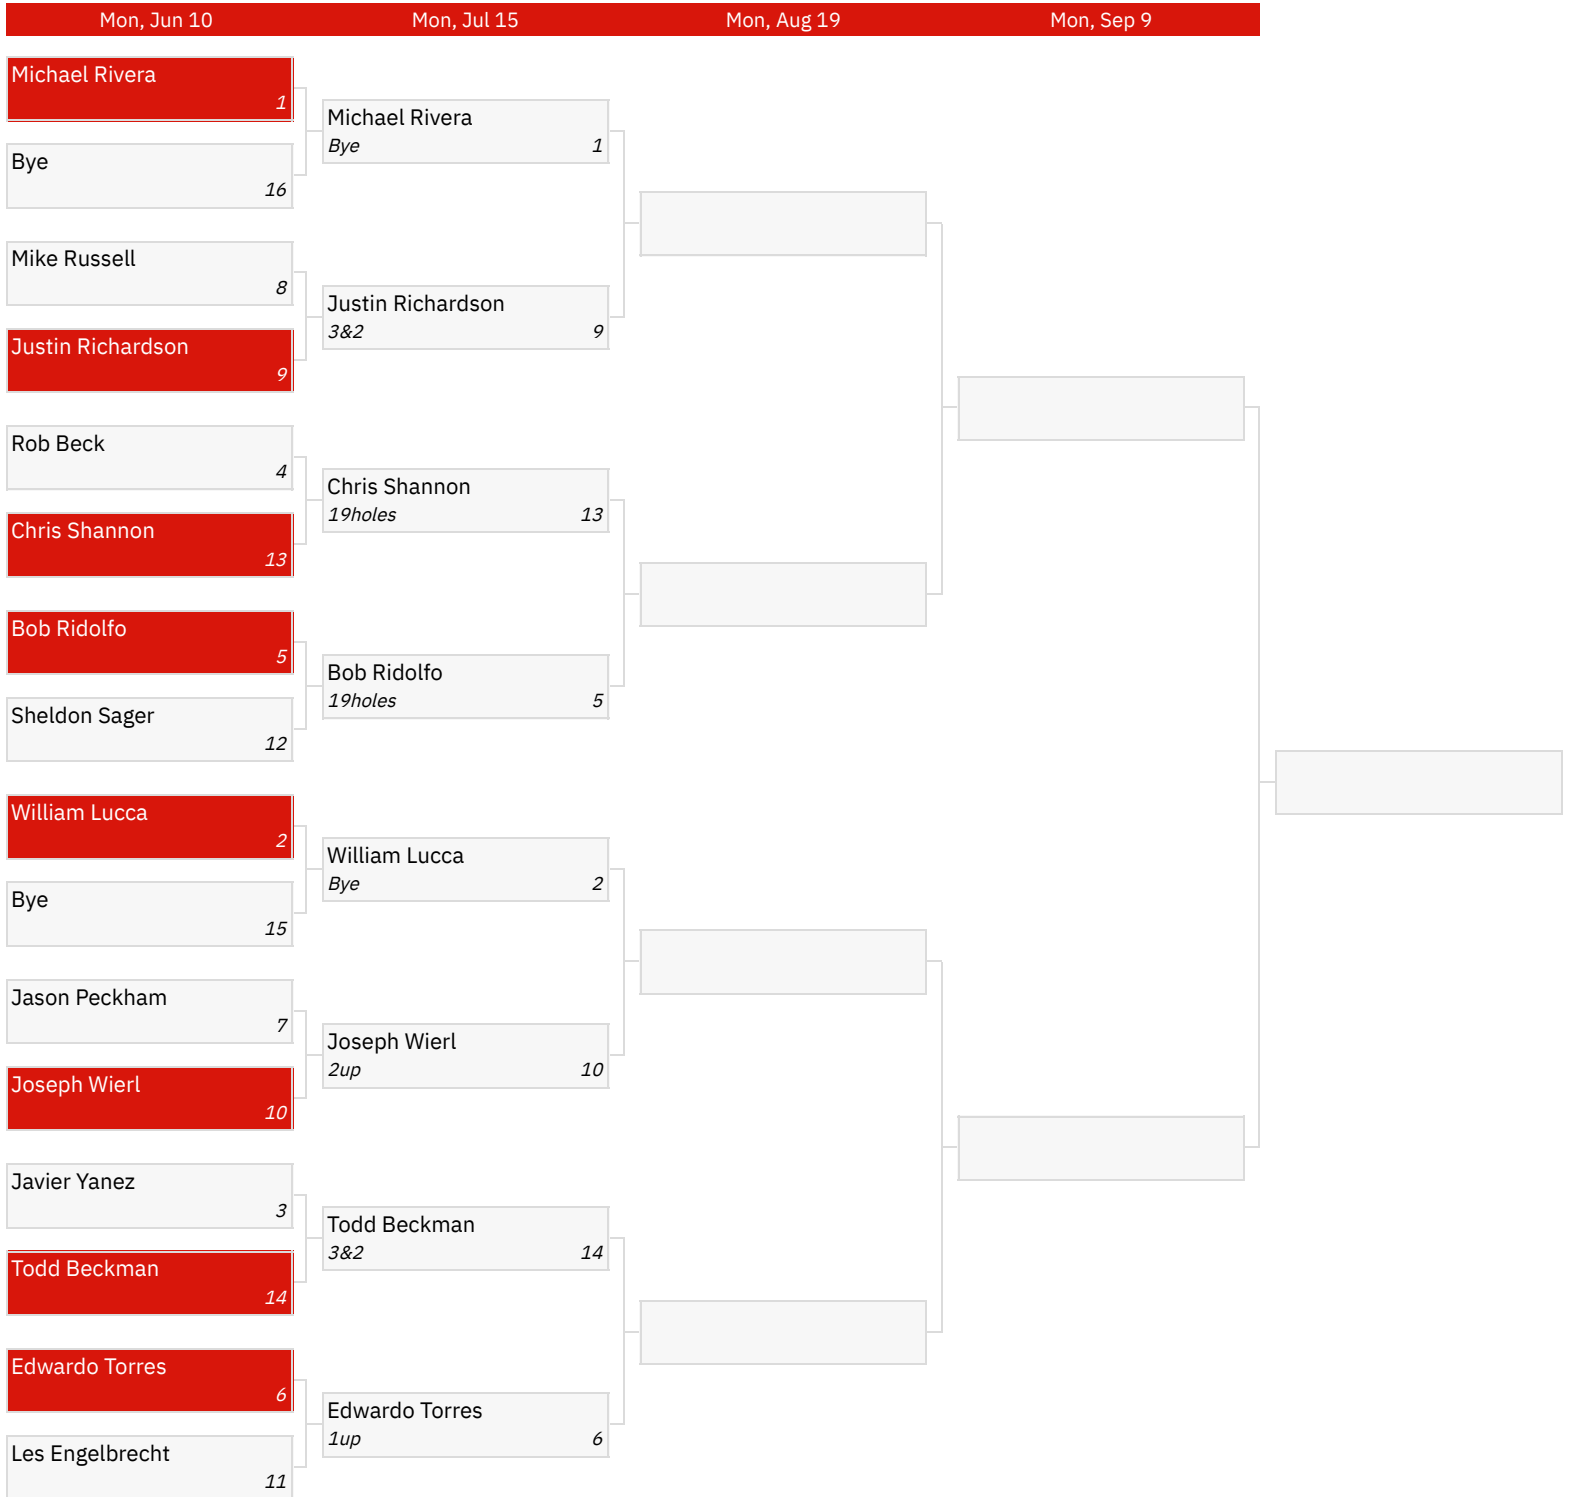 Mon, Jun 10
Mon, Jul 15
Mon, Aug 19
Mon, Sep 9
Michael Rivera
1
Bye
16
Mike Russell
8
Justin Richardson
9
Rob Beck
4
Chris Shannon
13
Bob Ridolfo
5
Sheldon Sager
12
William Lucca
2
Bye
15
Jason Peckham
7
Joseph Wierl
10
Javier Yanez
3
Todd Beckman
14
Edwardo Torres
6
Les Engelbrecht
11
Michael Rivera
Bye 1
Justin Richardson
3&2 9
Chris Shannon
19holes 13
Bob Ridolfo
19holes 5
William Lucca
Bye 2
Joseph Wierl
2up 10
Todd Beckman
3&2 14
Edwardo Torres
1up 6